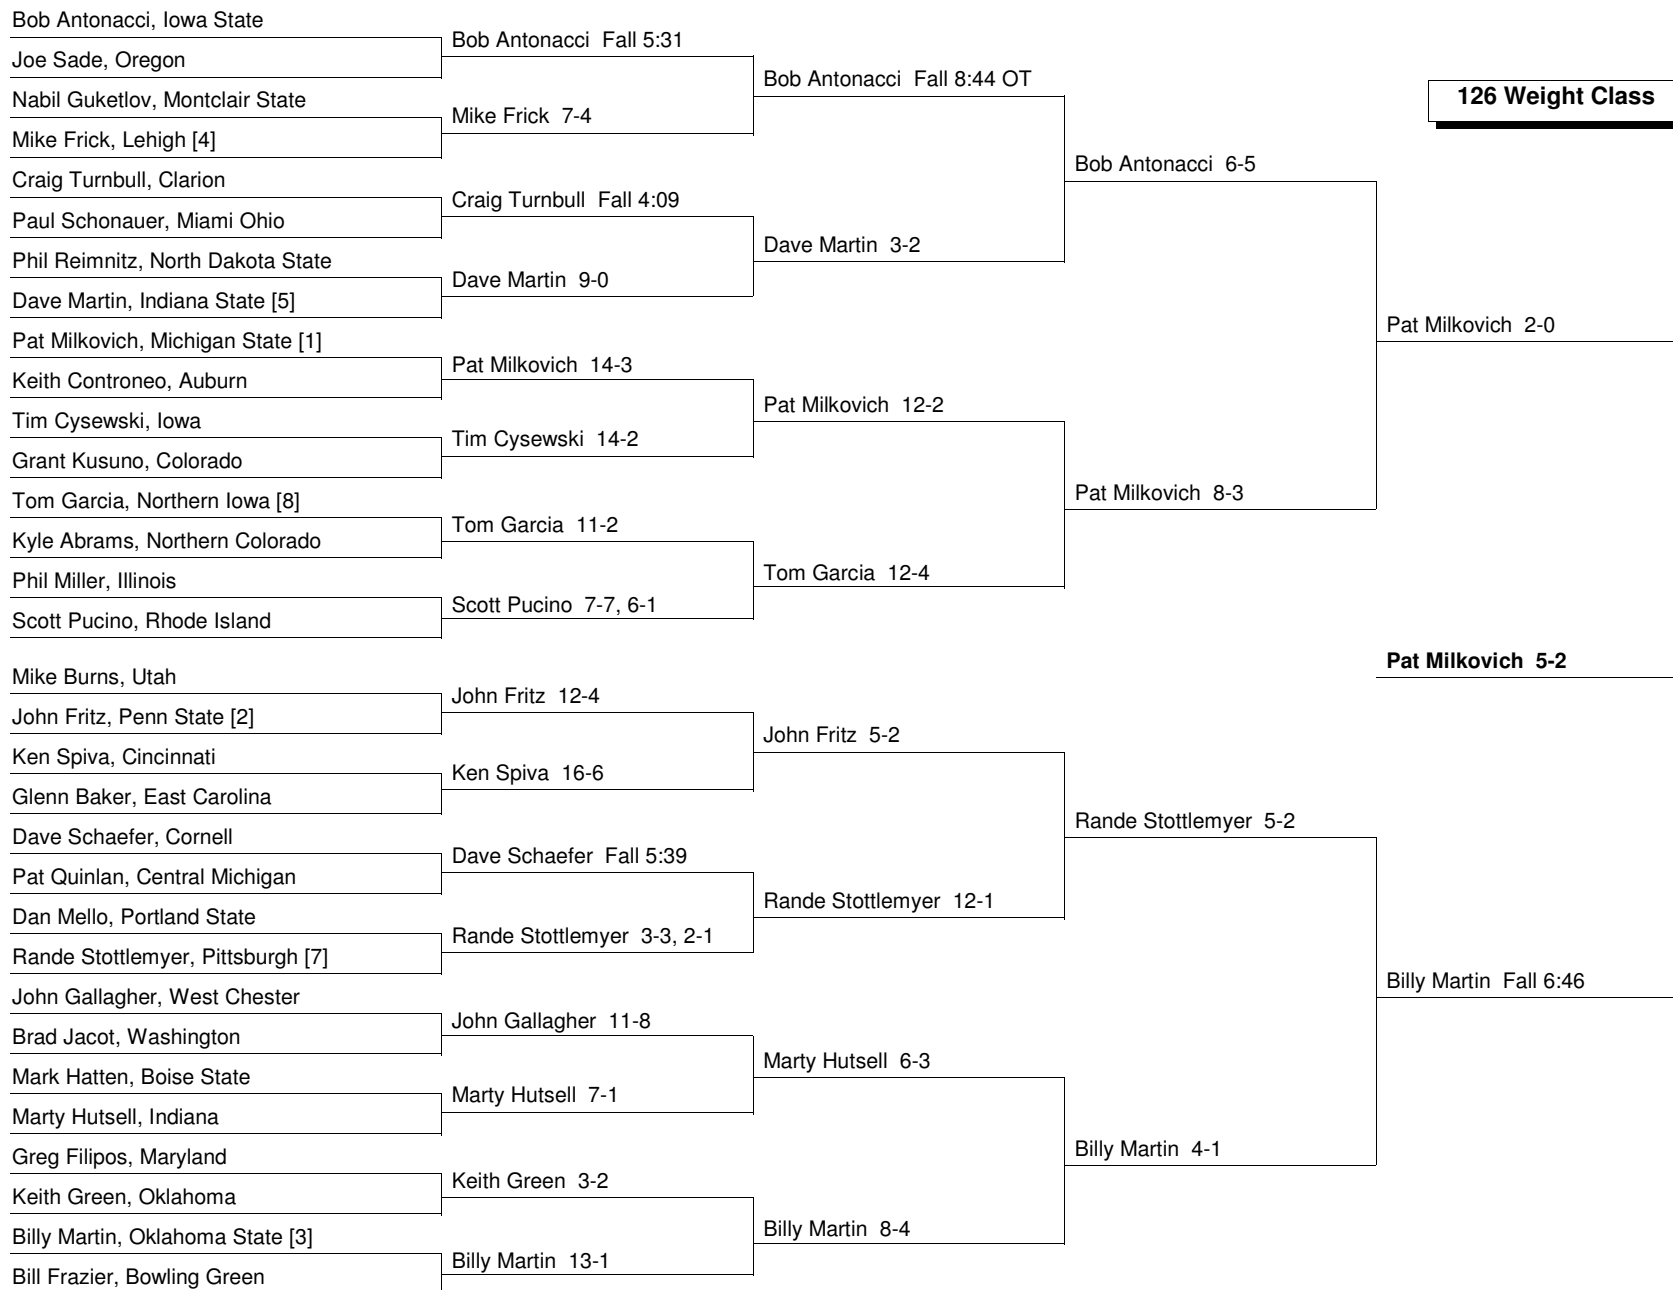 Bob Antonacci, Iowa State
Joe Sade, Oregon
Nabil Guketlov, Montclair State
Mike Frick, Lehigh [4]
Craig Turnbull, Clarion
Paul Schonauer, Miami Ohio
Phil Reimnitz, North Dakota State
Dave Martin, Indiana State [5]
Pat Milkovich, Michigan State [1]
Keith Controneo, Auburn
Tim Cysewski, Iowa
Grant Kusuno, Colorado
Tom Garcia, Northern Iowa [8]
Kyle Abrams, Northern Colorado
Phil Miller, Illinois
Scott Pucino, Rhode Island
Mike Burns, Utah
John Fritz, Penn State [2]
Ken Spiva, Cincinnati
Glenn Baker, East Carolina
Dave Schaefer, Cornell
Pat Quinlan, Central Michigan
Dan Mello, Portland State
Rande Stottlemyer, Pittsburgh [7]
John Gallagher, West Chester
Brad Jacot, Washington
Mark Hatten, Boise State
Marty Hutsell, Indiana
Greg Filipos, Maryland
Keith Green, Oklahoma
Billy Martin, Oklahoma State [3]
Bill Frazier, Bowling Green
Bob Antonacci Fall 5:31
Mike Frick 7-4
Craig Turnbull Fall 4:09
Dave Martin 9-0
Pat Milkovich 14-3
Tim Cysewski 14-2
Tom Garcia 11-2
Scott Pucino 7-7, 6-1
John Fritz 12-4
Ken Spiva 16-6
Dave Schaefer Fall 5:39
Rande Stottlemyer 3-3, 2-1
John Gallagher 11-8
Marty Hutsell 7-1
Keith Green 3-2
Billy Martin 13-1
Bob Antonacci Fall 8:44 OT
Dave Martin 3-2
Pat Milkovich 12-2
Tom Garcia 12-4
John Fritz 5-2
Rande Stottlemyer 12-1
Marty Hutsell 6-3
Billy Martin 8-4
Bob Antonacci 6-5
Pat Milkovich 8-3
Rande Stottlemyer 5-2
Billy Martin 4-1
126 Weight Class
Pat Milkovich 2-0
Pat Milkovich 5-2
Billy Martin Fall 6:46